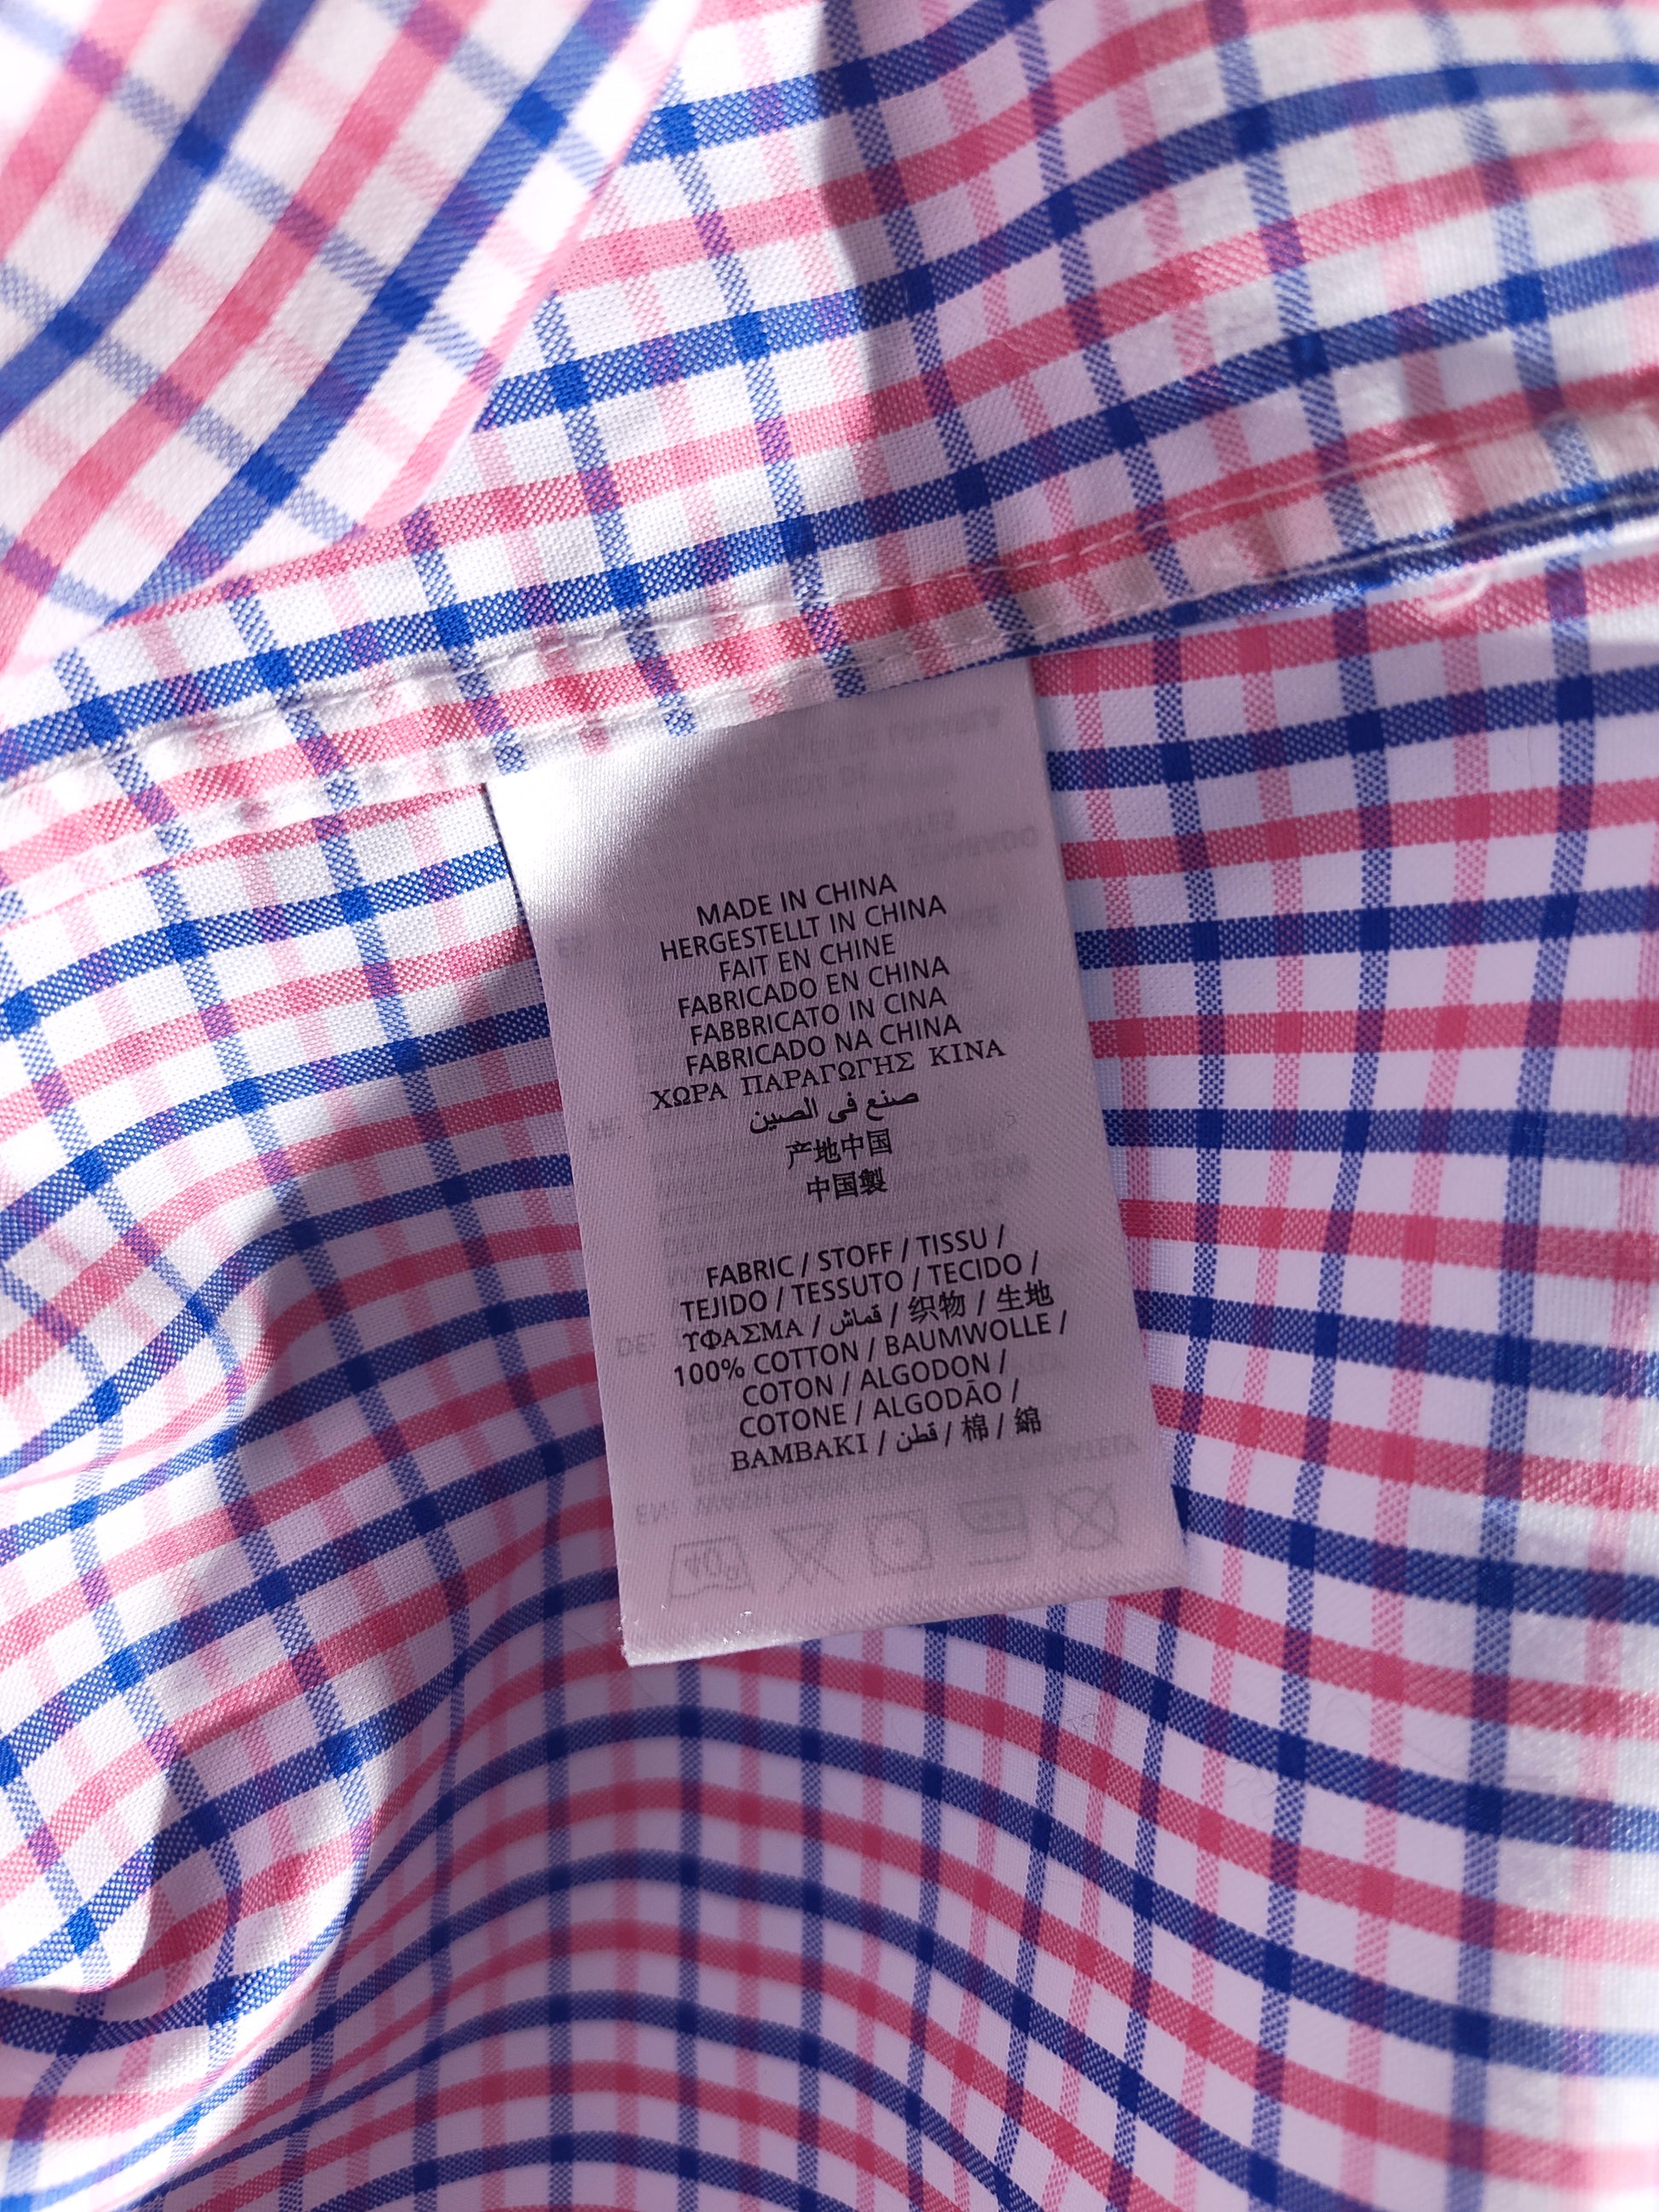 MADE IN CHINA
HERGESTELLT IN CHINA
FAIT EN CHINE
FABRICADO EN CHINA
FABBRICATO IN CINA
FABRICADO NA CHINA
ΧΩΡΑ ΠΑΡΑΓΩΓΗΣ ΚΙΝΑ
صنع في الصين
产地中国
中国製
FABRIC / STOFF / TISSU /
TEJIDO / TESSUTO / TECIDO /
ΥΦΑΣΜΑ / قماش / 织物 / 生地
100% COTTON / BAUMWOLLE /
COTON / ALGODON /
COTONE / ALGODÃO /
BAMBAKI / قطن / 棉 / 綿